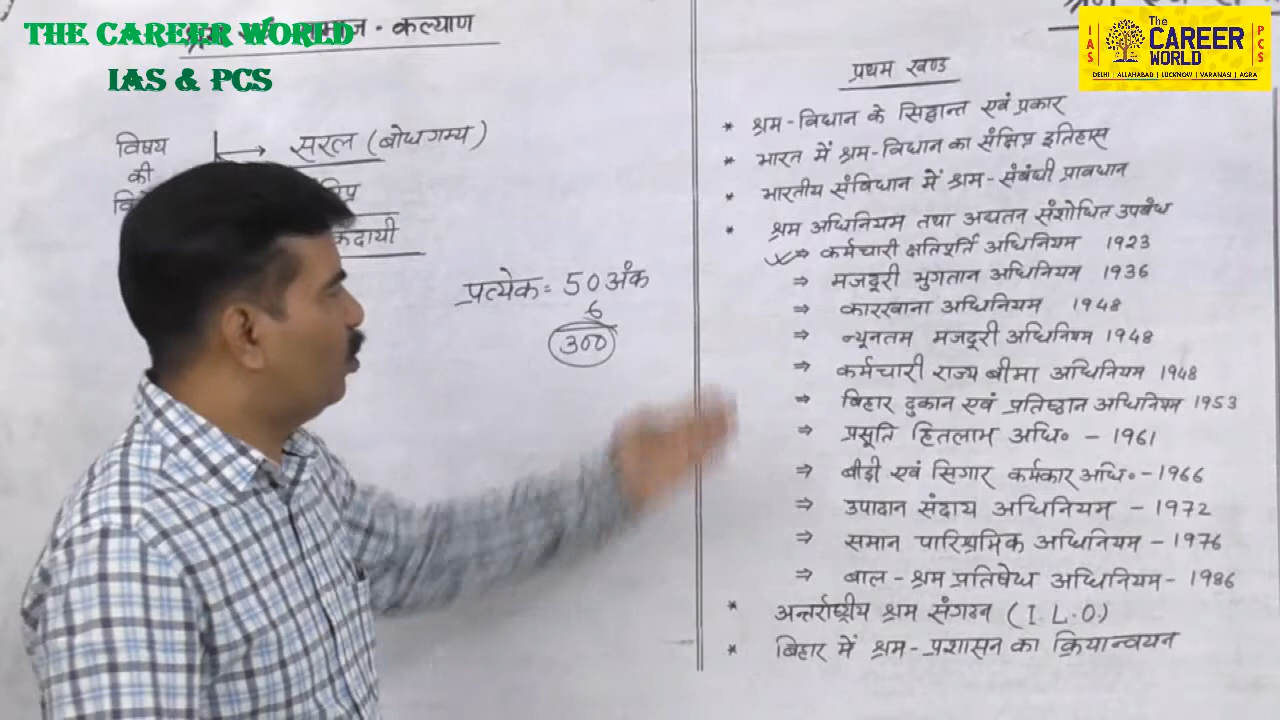 THE CAREER WORLD
IAS & PCS
समाज - कल्याण
विषय
की
सरल (बोधगम्य)
प्रत्येक = 50 अंक
6
300
The
CAREER
WORLD
IAS
PCS
DELHI | ALLAHABAD | LUCKNOW | VARANASI | AGRA
प्रथम खण्ड
* श्रम-विधान के सिद्धान्त एवं प्रकार
* भारत में श्रम-विधान का संक्षिप्त इतिहास
* भारतीय संविधान में श्रम-संबंधी प्रावधान
* श्रम अधिनियम तथा अद्यतन संशोधित उपबंध
⇒ कर्मचारी क्षतिपूर्ति अधिनियम 1923
⇒ मजदूरी भुगतान अधिनियम 1936
⇒ कारखाना अधिनियम 1948
⇒ न्यूनतम मजदूरी अधिनियम 1948
⇒ कर्मचारी राज्य बीमा अधिनियम 1948
⇒ बिहार दुकान एवं प्रतिष्ठान अधिनियम 1953
⇒ प्रसूति हितलाभ अधि० - 1961
⇒ बीडी एवं सिगार कर्मकार अधि० - 1966
⇒ उपादान संदाय अधिनियम - 1972
⇒ समान पारिश्रमिक अधिनियम - 1976
⇒ बाल - श्रम प्रतिषेध अधिनियम - 1986
* अन्तर्राष्ट्रीय श्रम संगठन (I.L.O.)
* बिहार में श्रम-प्रशासन का क्रियान्वयन